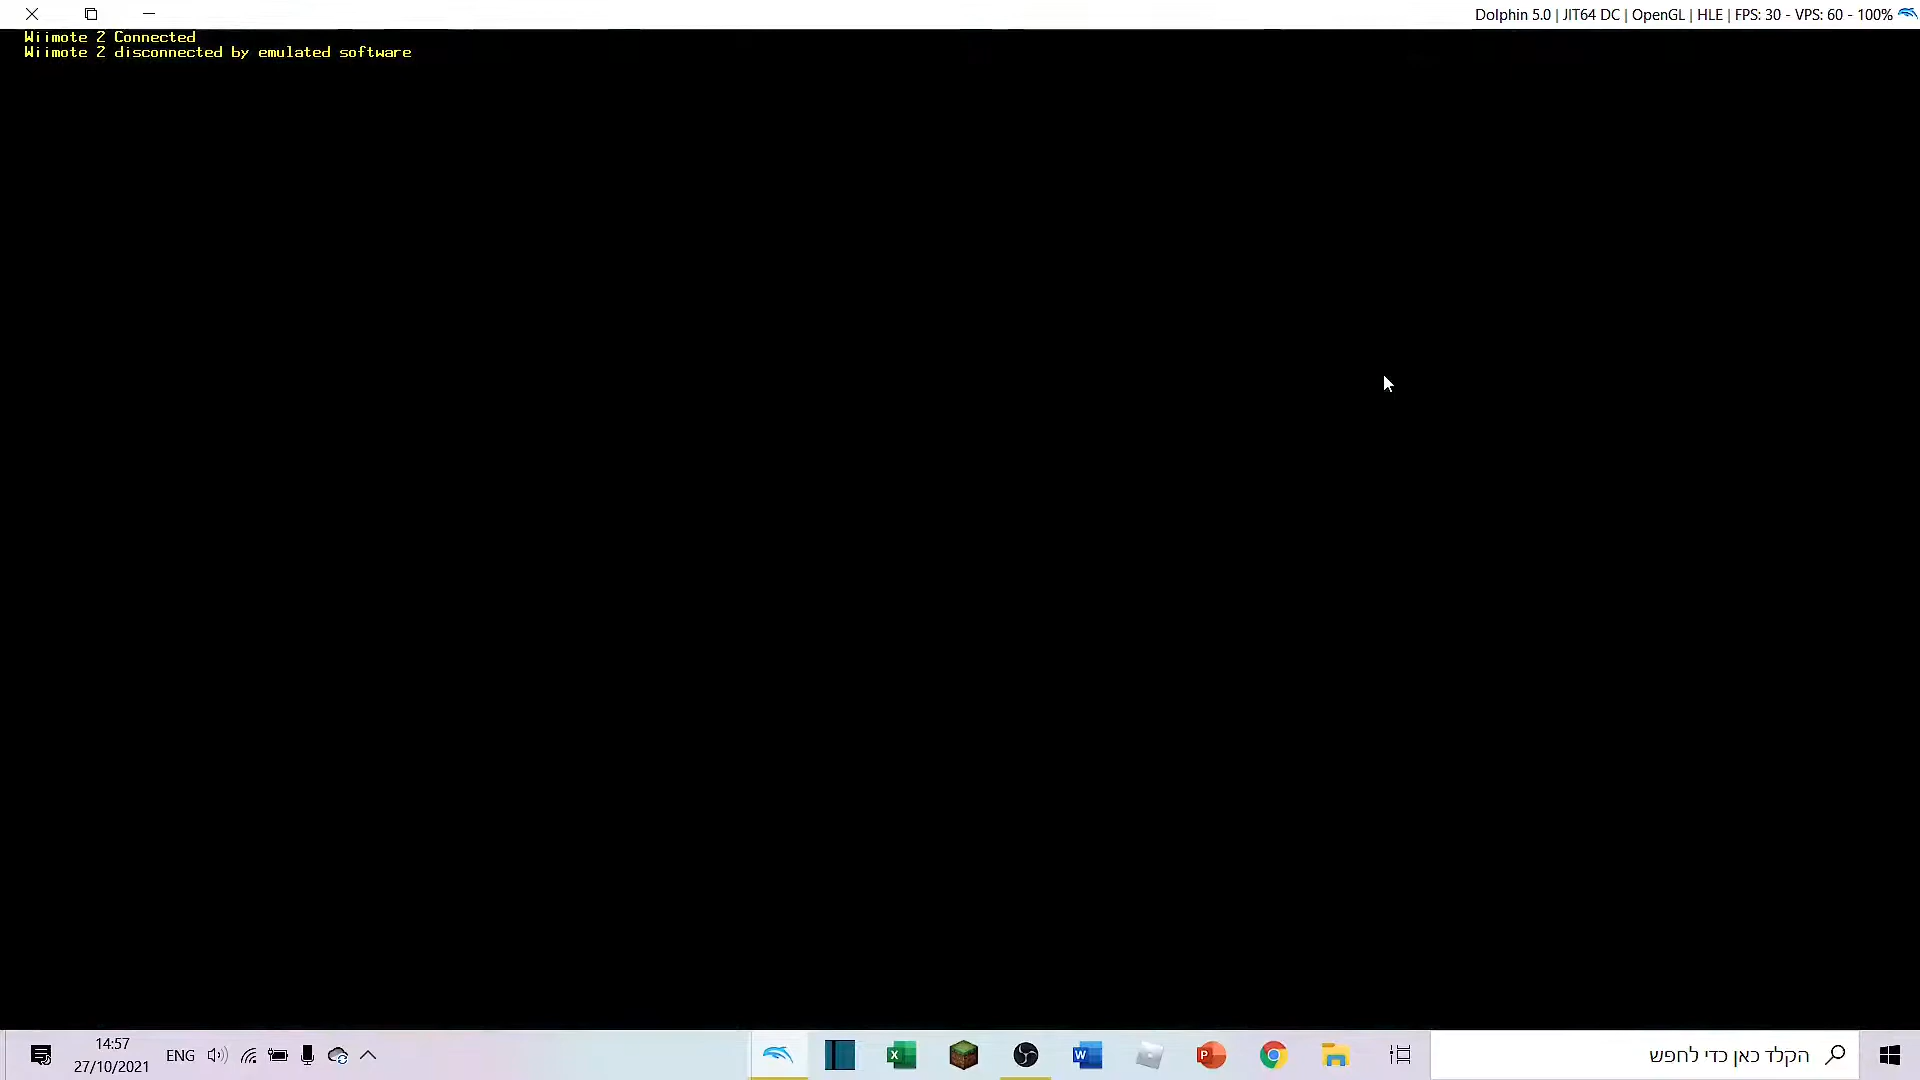 Dolphin 5.0 | JIT64 DC | OpenGL | HLE | FPS: 30 - VPS: 60 - 100%
Wiimote 2 Connected
Wiimote 2 disconnected by emulated software
14:57
27/10/2021
ENG
הקלד כאן כדי לחפש